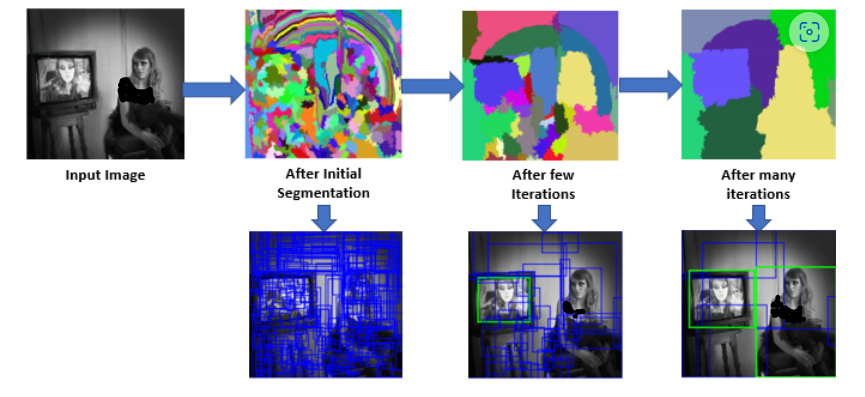 Input Image
After Initial
Segmentation
After few
Iterations
After many
iterations